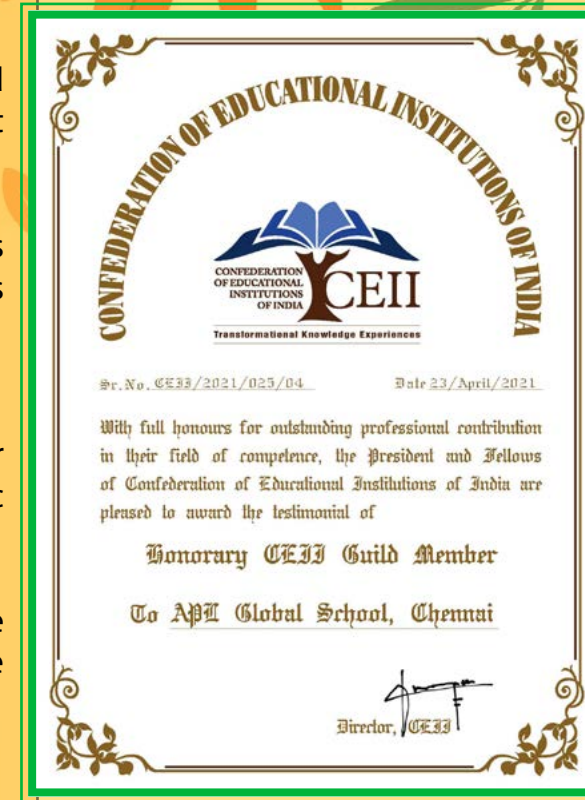 CONFEDERATION OF EDUCATIONAL INSTITUTIONS OF INDIA
CONFEDERATION
OF EDUCATIONAL
INSTITUTIONS
OF INDIA
CEII
Transformational Knowledge Experiences
Sr.No. CEII/2021/025/04 Date 23/April/2021
With full honours for outstanding professional contribution
in their field of competence, the President and Fellows
of Confederation of Educational Institutions of India are
pleased to award the testimonial of
Honorary CEII Guild Member
To APL Global School, Chennai
Director, CEII